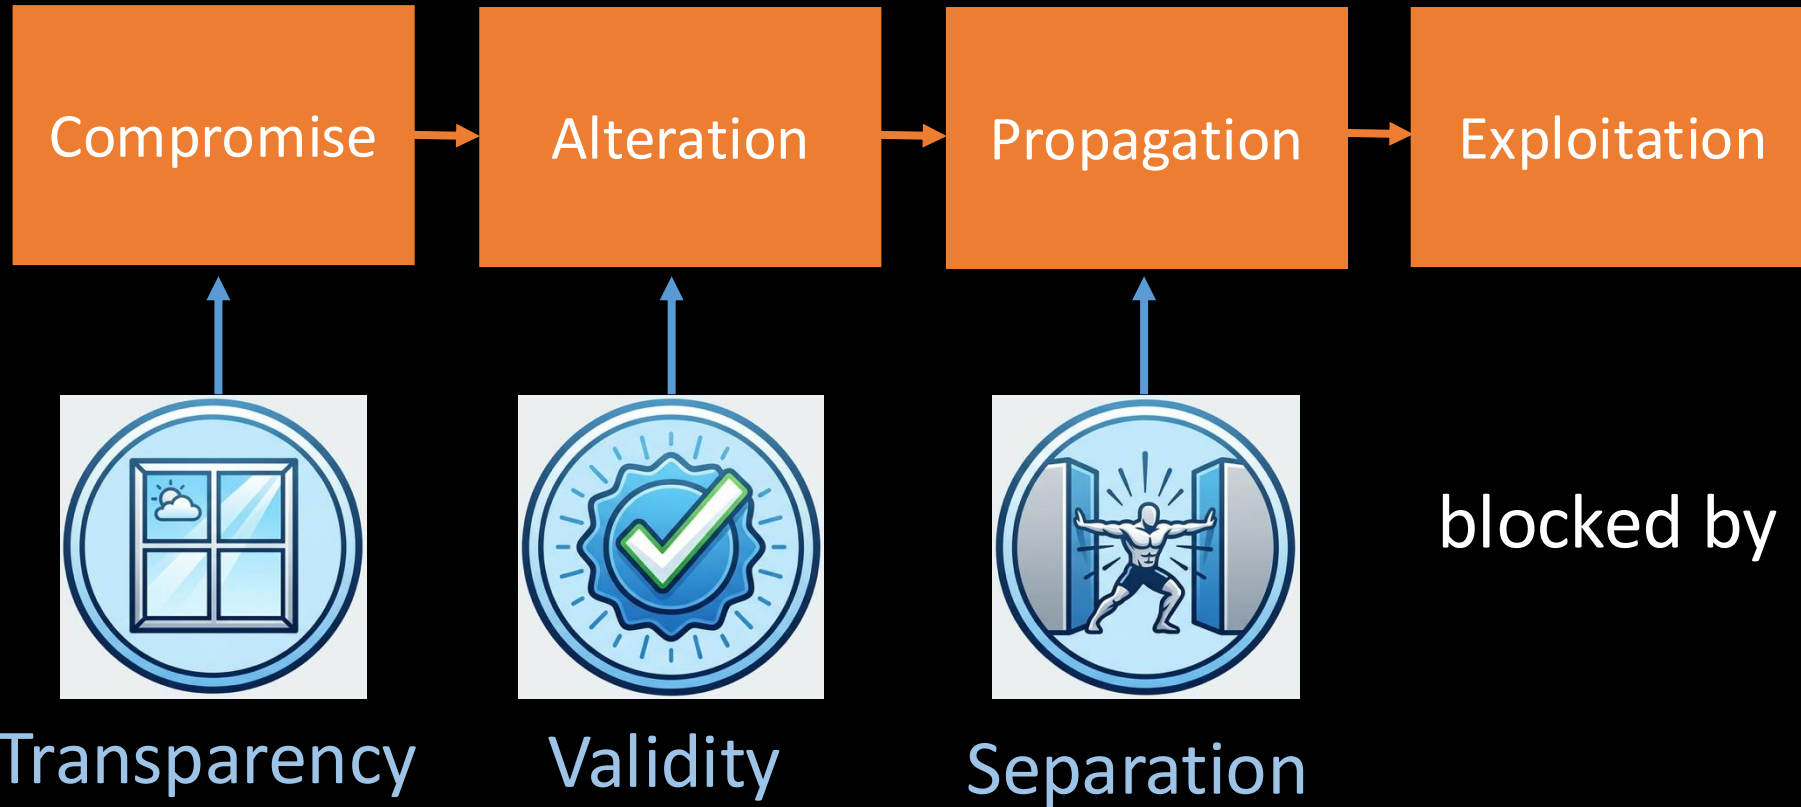 Compromise
Alteration
Propagation
Exploitation
blocked by
Transparency
Validity
Separation